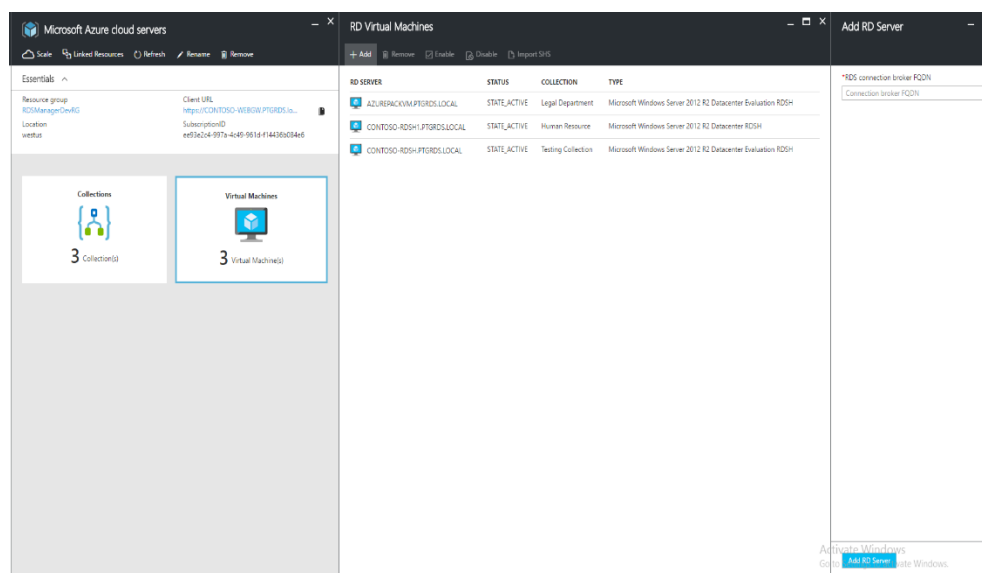 Microsoft Azure cloud servers
Scale Linked Resources Refresh Rename Remove
Essentials
Resource group
RDSManagerDevRG
Location
westus
Client URL
https://CONTOSO-WEBGW.PTGRDS.lo...
SubscriptionID
ee93e2c4-997a-4c49-961d-f14436b084e6
Collections
3 Collection(s)
Virtual Machines
3 Virtual Machine(s)
RD Virtual Machines
Add Remove Enable Disable Import SHS
RD SERVER STATUS COLLECTION TYPE
AZUREPACKVM.PTGRDS.LOCAL STATE_ACTIVE Legal Department Microsoft Windows Server 2012 R2 Datacenter Evaluation RDSH
CONTOSO-RDSH1.PTGRDS.LOCAL STATE_ACTIVE Human Resource Microsoft Windows Server 2012 R2 Datacenter RDSH
CONTOSO-RDSH.PTGRDS.LOCAL STATE_ACTIVE Testing Collection Microsoft Windows Server 2012 R2 Datacenter Evaluation RDSH
Add RD Server
*RDS connection broker FQDN
Connection broker FQDN
Activate Windows
Add RD Server
Windows.